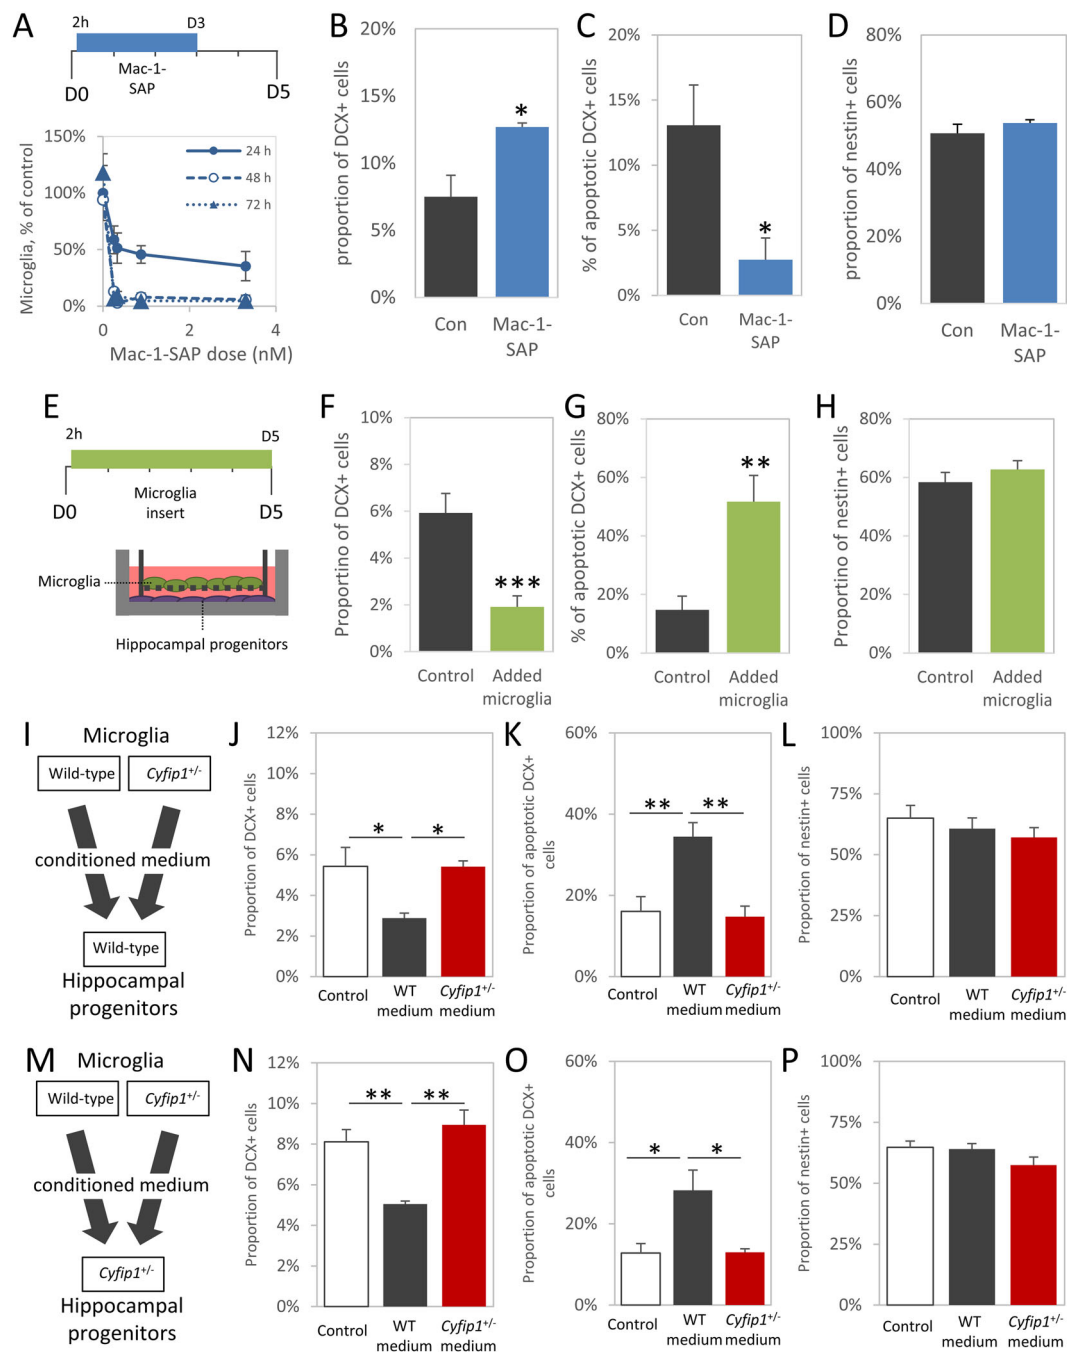 A
2h
D3
Mac-1-
SAP
D0
D5
Microglia, % of control
150%
100%
50%
0%
24 h
48 h
72 h
0
2
4
Mac-1-SAP dose (nM)
B
proportion of DCX+ cells
20%
15%
10%
5%
0%
*
Con
Mac-1-
SAP
C
% of apoptotic DCX+ cells
20%
15%
10%
5%
0%
*
Con
Mac-1-
SAP
D
proportion of nestin+ cells
80%
60%
40%
20%
0%
Con
Mac-1-
SAP
E
2h
D5
Microglia
insert
D0
D5
Microglia
Hippocampal progenitors
F
Proportino of DCX+ cells
10%
8%
6%
4%
2%
0%
***
Control
Added
microglia
G
% of apoptotic DCX+ cells
80%
60%
40%
20%
0%
**
Control
Added
microglia
H
Proportino of nestin+ cells
80%
60%
40%
20%
0%
Control
Added
microglia
I
Microglia
Wild-type
Cyfip1+/-
conditioned medium
Wild-type
Hippocampal
progenitors
J
Proportion of DCX+ cells
12%
10%
8%
6%
4%
2%
0%
*
*
Control
WT
medium
Cyfip1+/-
medium
K
Proportion of apoptotic DCX+
cells
60%
40%
20%
0%
**
**
Control
WT
medium
Cyfip1+/-
medium
L
Proportion of nestin+ cells
100%
75%
50%
25%
0%
Control
WT
medium
Cyfip1+/-
medium
M
Microglia
Wild-type
Cyfip1+/-
conditioned medium
Cyfip1+/-
Hippocampal
progenitors
N
Proportion of DCX+ cells
12%
10%
8%
6%
4%
2%
0%
**
**
Control
WT
medium
Cyfip1+/-
medium
O
Proportion of apoptotic DCX+
cells
60%
40%
20%
0%
*
*
Control
WT
medium
Cyfip1+/-
medium
P
Proportion of nestin+ cells
100%
75%
50%
25%
0%
Control
WT
medium
Cyfip1+/-
medium